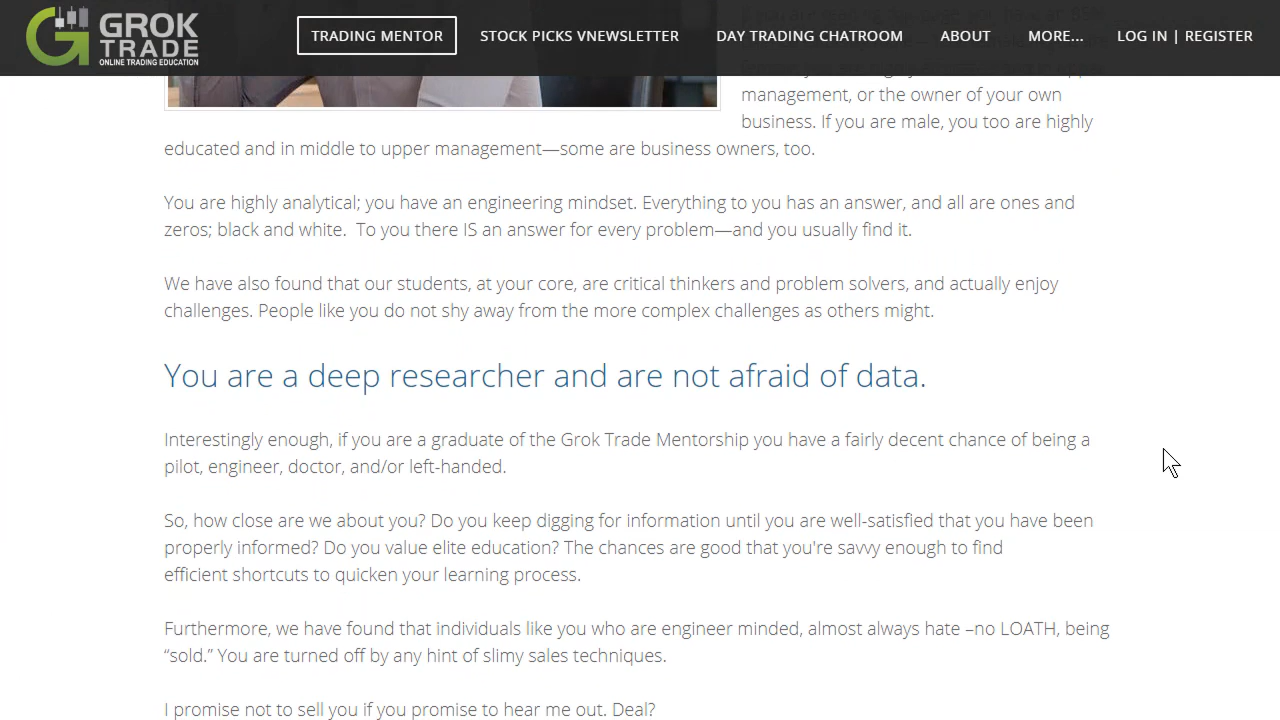 GROK
TRADE
ONLINE TRADING EDUCATION
TRADING MENTOR
STOCK PICKS VNEWSLETTER
DAY TRADING CHATROOM
ABOUT
MORE...
LOG IN | REGISTER
management, or the owner of your own
business. If you are male, you too are highly
educated and in middle to upper management—some are business owners, too.
You are highly analytical; you have an engineering mindset. Everything to you has an answer, and all are ones and
zeros; black and white.  To you there IS an answer for every problem—and you usually find it.
We have also found that our students, at your core, are critical thinkers and problem solvers, and actually enjoy
challenges. People like you do not shy away from the more complex challenges as others might.
You are a deep researcher and are not afraid of data.
Interestingly enough, if you are a graduate of the Grok Trade Mentorship you have a fairly decent chance of being a
pilot, engineer, doctor, and/or left-handed.
So, how close are we about you? Do you keep digging for information until you are well-satisfied that you have been
properly informed? Do you value elite education? The chances are good that you're savvy enough to find
efficient shortcuts to quicken your learning process.
Furthermore, we have found that individuals like you who are engineer minded, almost always hate –no LOATH, being
“sold.” You are turned off by any hint of slimy sales techniques.
I promise not to sell you if you promise to hear me out. Deal?